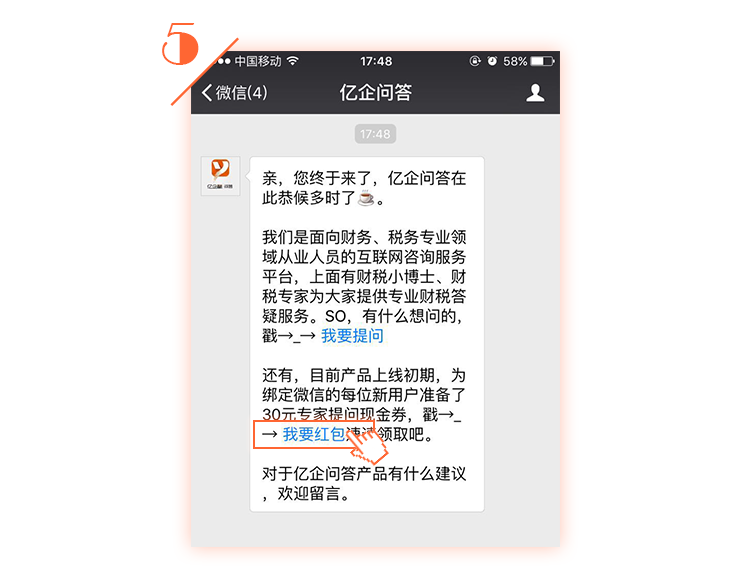 5
中国移动
17:48
58%
微信(4)
亿企问答
17:48
亲，您终于来了，亿企问答在
此恭候多时了。
我们是面向财务、税务专业领
域从业人员的互联网咨询服务
平台，上面有财税小博士、财
税专家为大家提供专业财税答
疑服务。SO，有什么想问的，
戳→_→ 我要提问
还有，目前产品上线初期，为
绑定微信的每位新用户准备了
30元专家提问现金券，戳→_
→ 我要红包速速领取吧。
对于亿企问答产品有什么建议
，欢迎留言。